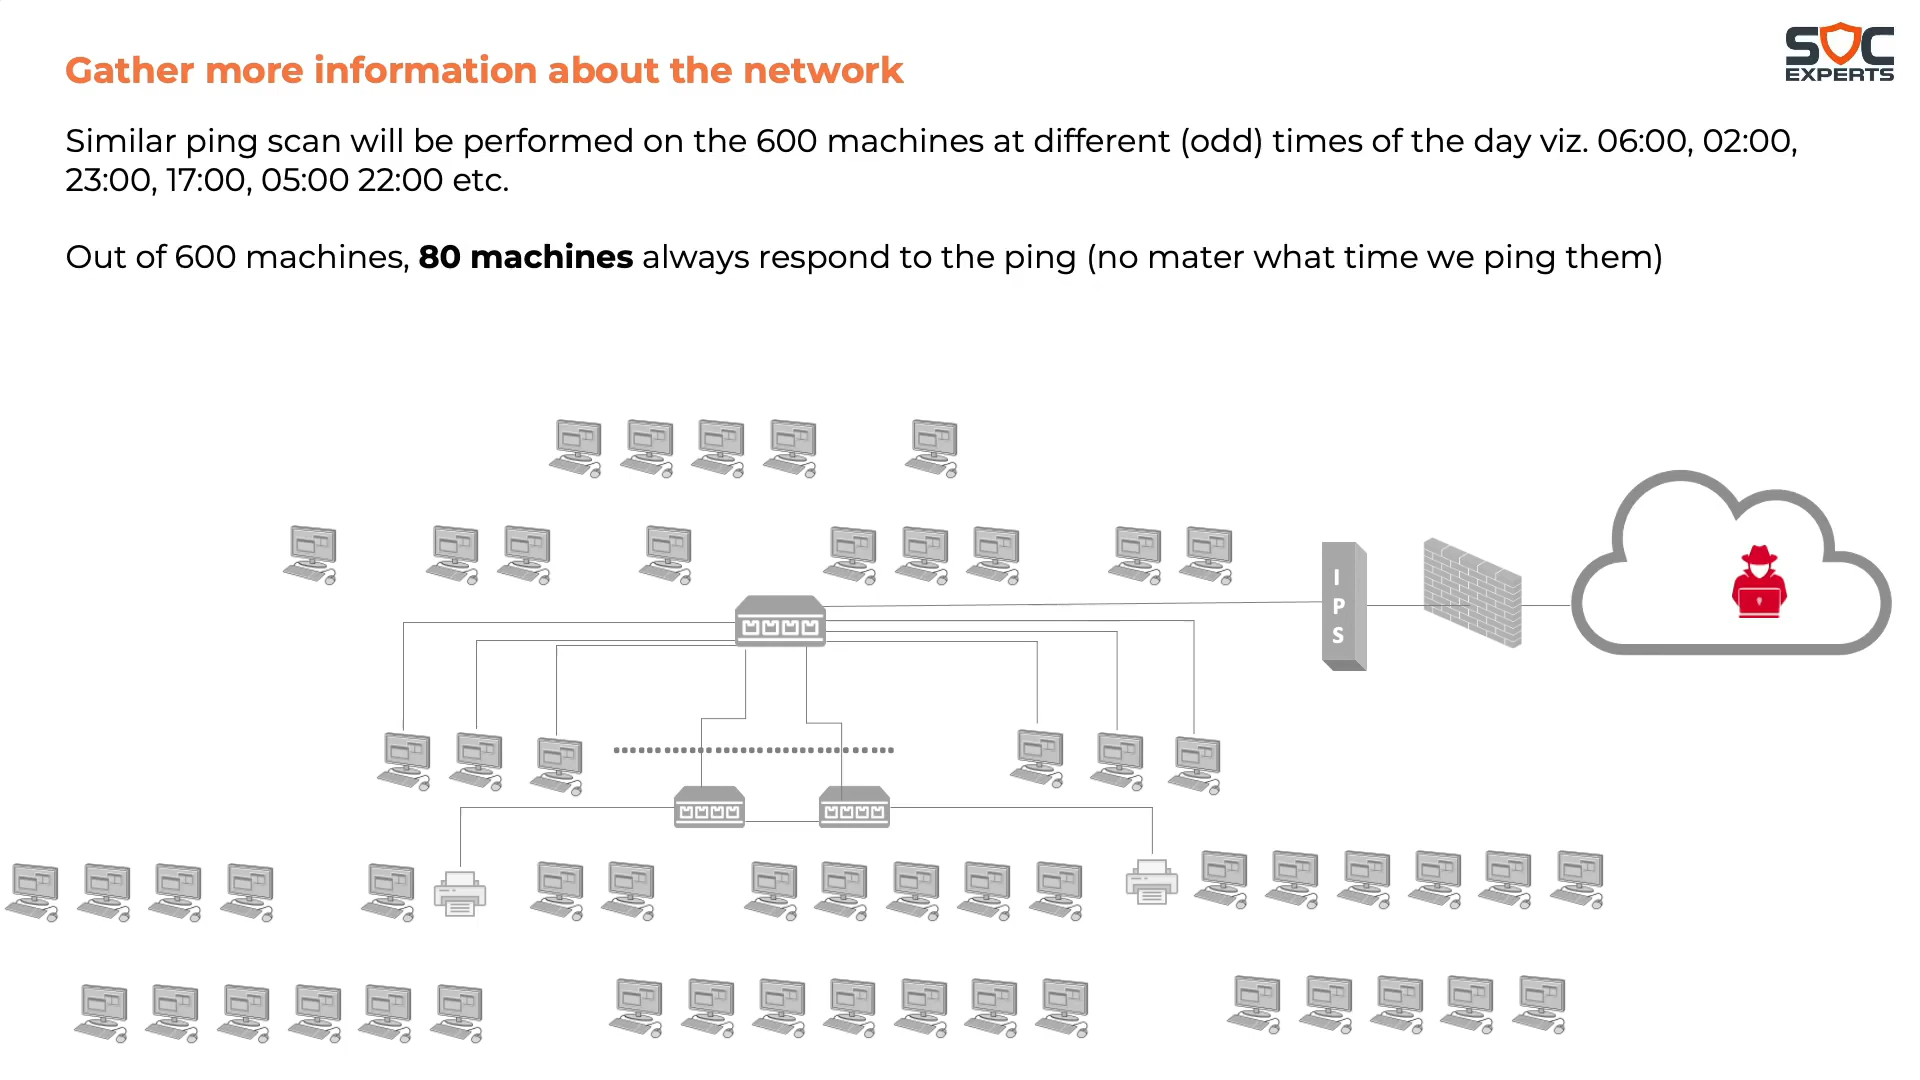 SOC
EXPERTS
Gather more information about the network
Similar ping scan will be performed on the 600 machines at different (odd) times of the day viz. 06:00, 02:00,
23:00, 17:00, 05:00 22:00 etc.
Out of 600 machines, 80 machines always respond to the ping (no mater what time we ping them)
I
P
S